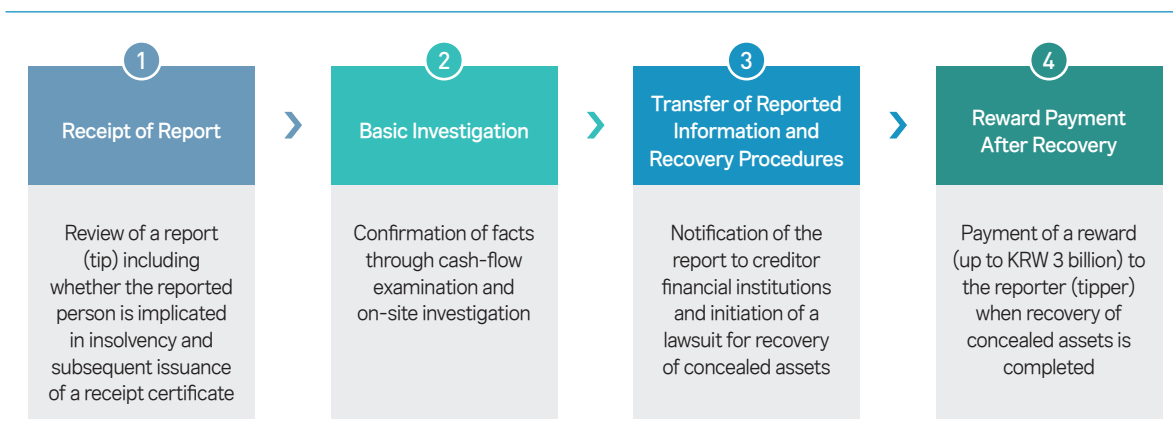 1
Receipt of Report
Review of a report
(tip) including
whether the reported
person is implicated
in insolvency and
subsequent issuance
of a receipt certificate
2
Basic Investigation
Confirmation of facts
through cash-flow
examination and
on-site investigation
3
Transfer of Reported
Information and
Recovery Procedures
Notification of the
report to creditor
financial institutions
and initiation of a
lawsuit for recovery
of concealed assets
4
Reward Payment
After Recovery
Payment of a reward
(up to KRW 3 billion) to
the reporter (tipper)
when recovery of
concealed assets is
completed